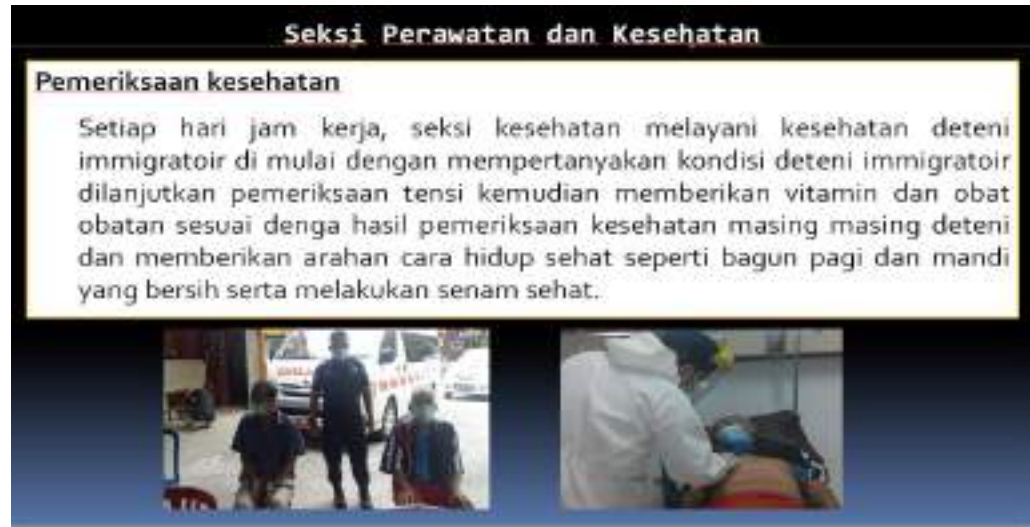 Seksi Perawatan dan Kesehatan
Pemeriksaan kesehatan
Setiap hari jam kerja, seksi kesehatan melayani kesehatan deteni
immigratoir di mulai dengan mempertanyakan kondisi deteni immigratoir
dilanjutkan pemeriksaan tensi kemudian memberikan vitamin dan obat
obatan sesuai denga hasil pemeriksaan kesehatan masing masing deteni
dan memberikan arahan cara hidup sehat seperti bagun pagi dan mandi
yang bersih serta melakukan senam sehat.